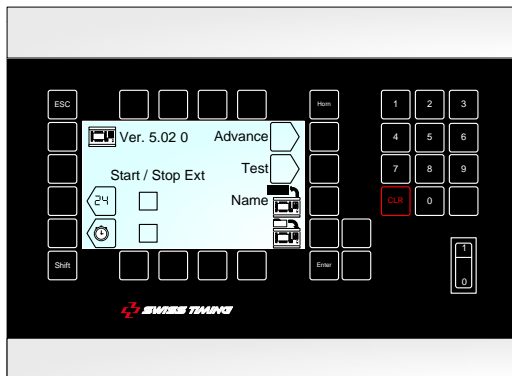 ESC
Horn
1 2 3
Ver. 5.02 0 Advance
4 5 6
Test
7 8 9
Start / Stop Ext
24 Name
CLR 0
1
Shift
Enter
0
SWISS TIMING